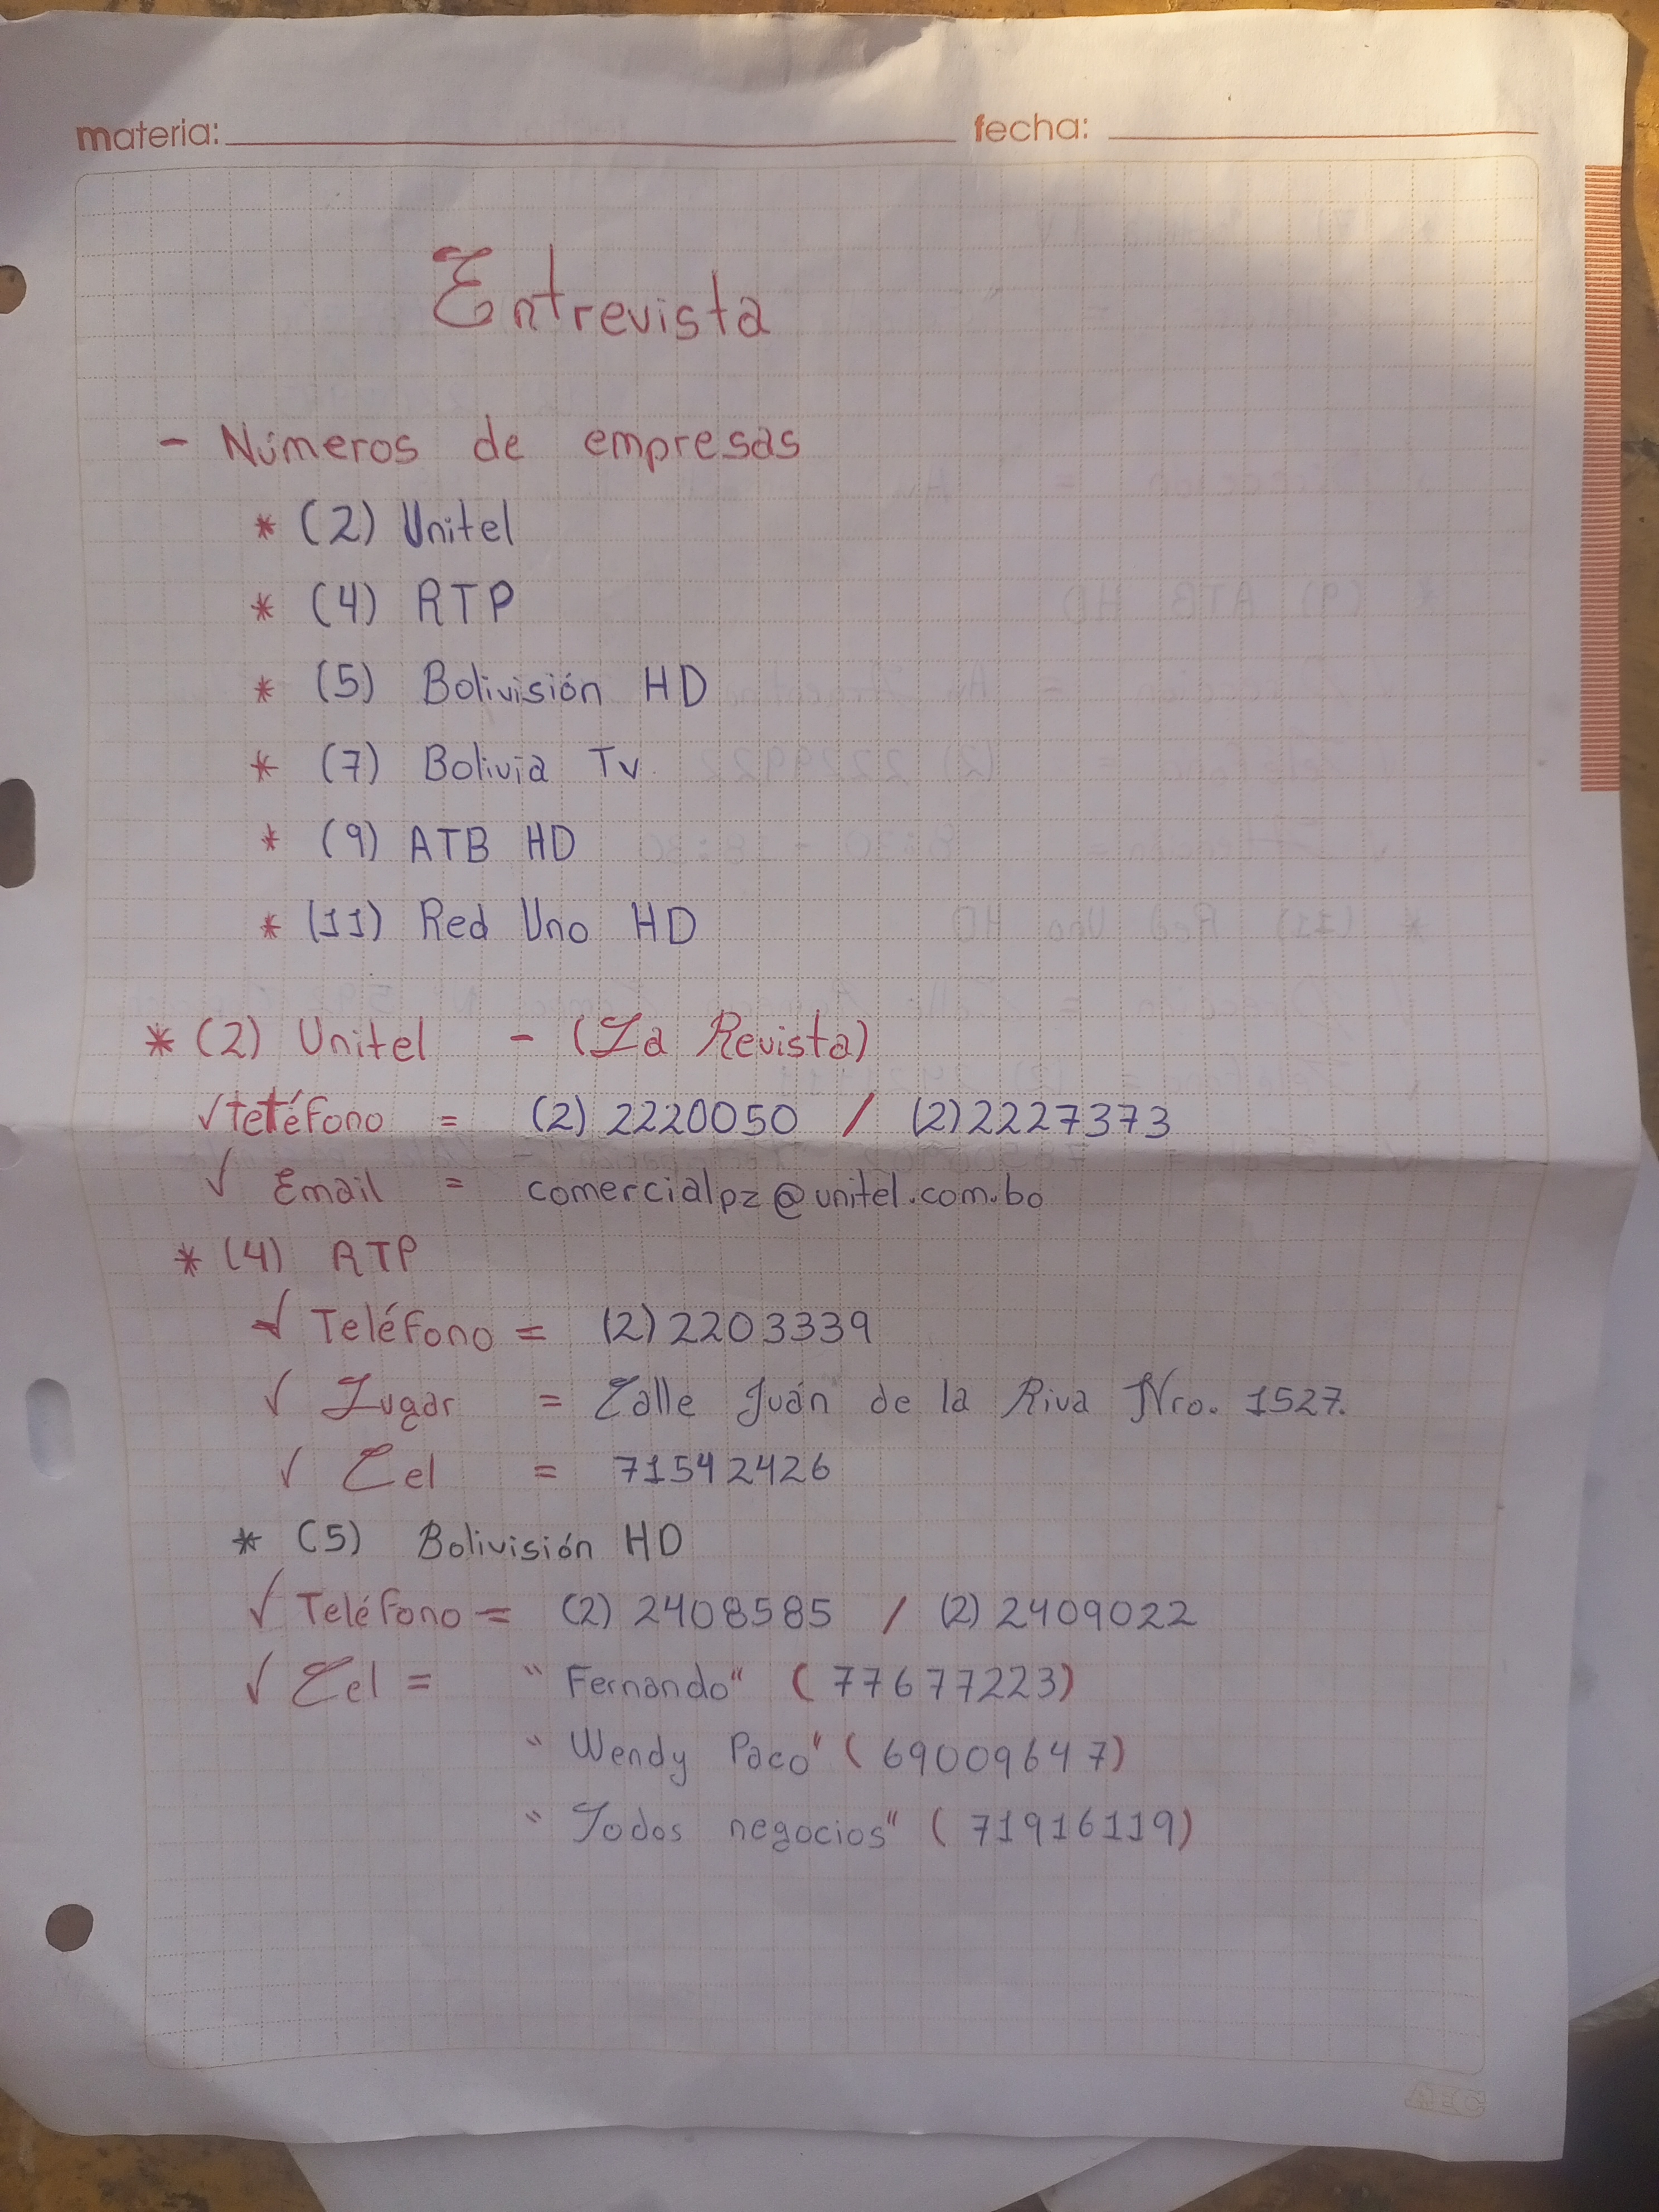 materia: fecha:
Entrevista
- Números de empresas
* (2) Unitel
* (4) RTP
* (5) Bolivisión HD
* (7) Bolivia Tv.
* (9) ATB HD
* (11) Red Uno HD
* (2) Unitel - (La Revista)
✓ teléfono = (2) 2220050 / (2) 2227373
✓ Email = comercialpz@unitel.com.bo
* (4) RTP
✓ Teléfono = (2) 2203339
✓ Lugar = Calle Juán de la Riva Nro. 1527.
✓ Cel = 71542426
* (5) Bolivisión HD
✓ Teléfono = (2) 2408585 / (2) 2409022
✓ Cel = "Fernando" (77677223)
"Wendy Paco" (69009647)
"Todos negocios" (71916119)
AEC